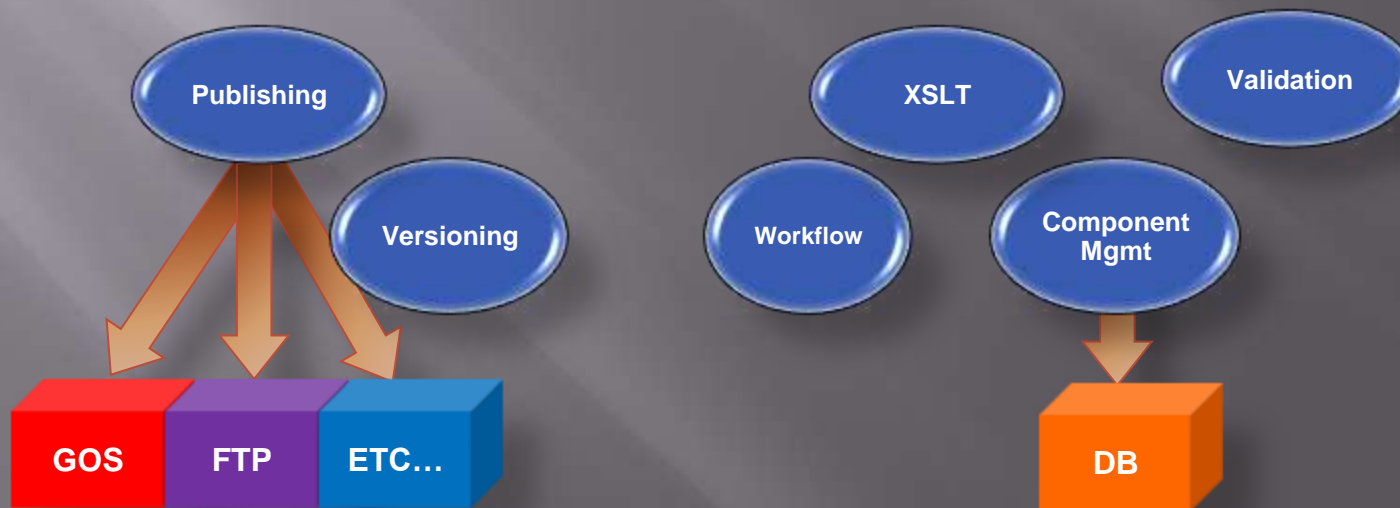 Publishing
XSLT
Validation
Versioning
Workflow
Component
Mgmt
GOS
FTP
ETC…
DB